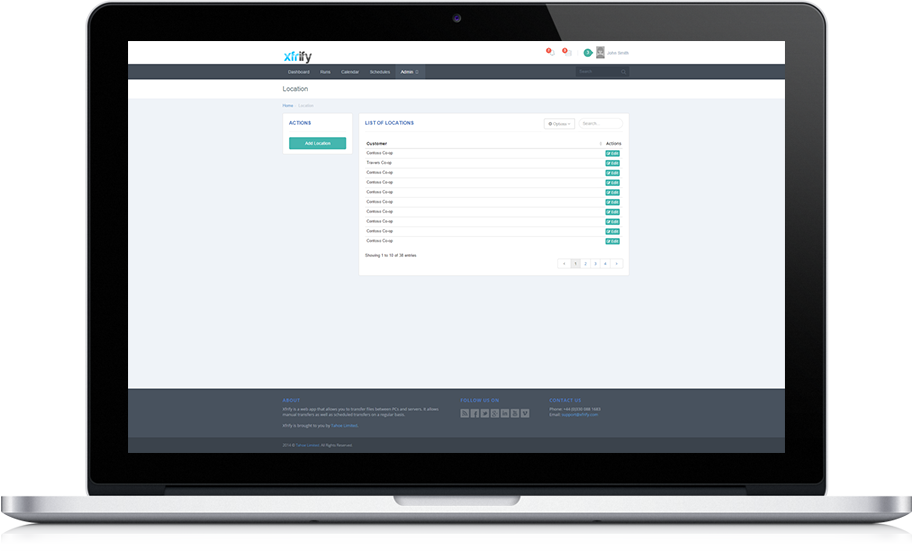 xfrify
John Smith
Dashboard Runs Calendar Schedules Admin
Search
Location
Home Location
ACTIONS
LIST OF LOCATIONS
Options
Search...
Add Location
Customer Actions
Contoso Co-op Edit
Travers Co-op Edit
Contoso Co-op Edit
Contoso Co-op Edit
Contoso Co-op Edit
Contoso Co-op Edit
Contoso Co-op Edit
Contoso Co-op Edit
Contoso Co-op Edit
Contoso Co-op Edit
Showing 1 to 10 of 38 entries
< 1 2 3 4 >
ABOUT
Xfrify is a web app that allows you to transfer files between PCs and servers. It allows
manual transfers as well as scheduled transfers on a regular basis.
Xfrify is brought to you by
FOLLOW US ON
CONTACT US
Phone:
Email: support@xfrify.com
2014 © All Rights Reserved.